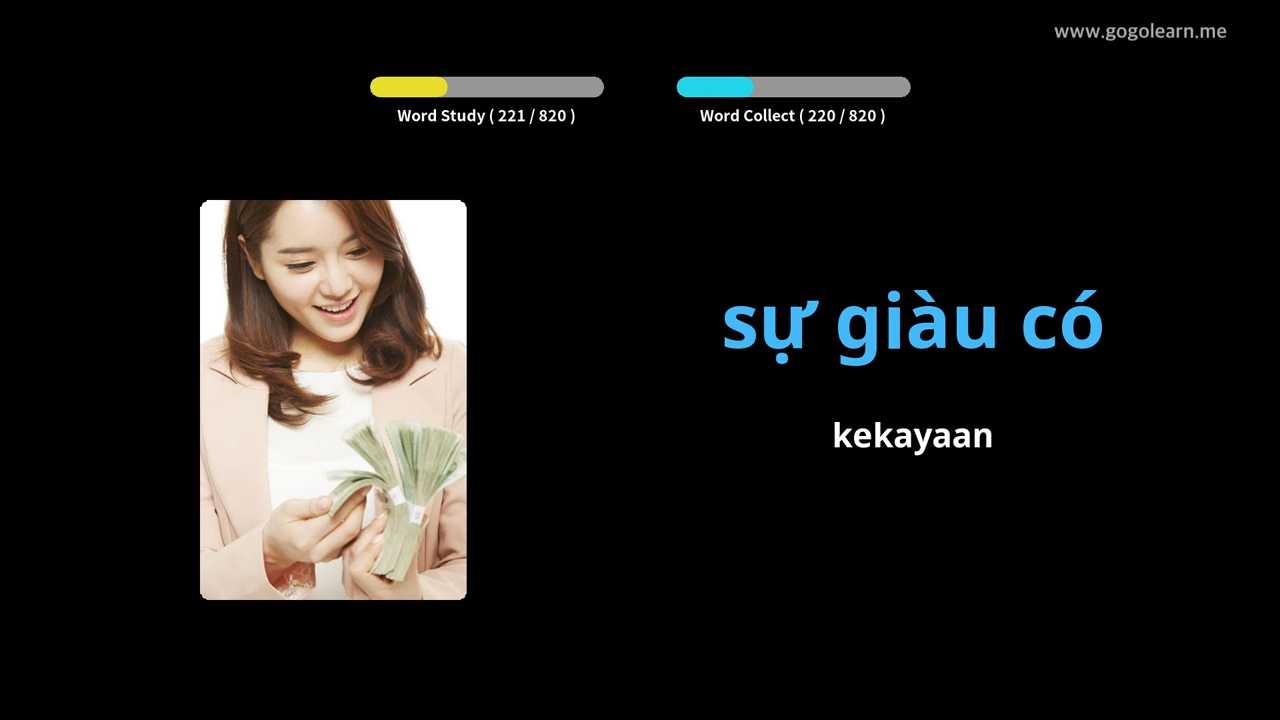 www.gogolearn.me
Word Study ( 221 / 820 )
Word Collect ( 220 / 820 )
sự giàu có
kekayaan